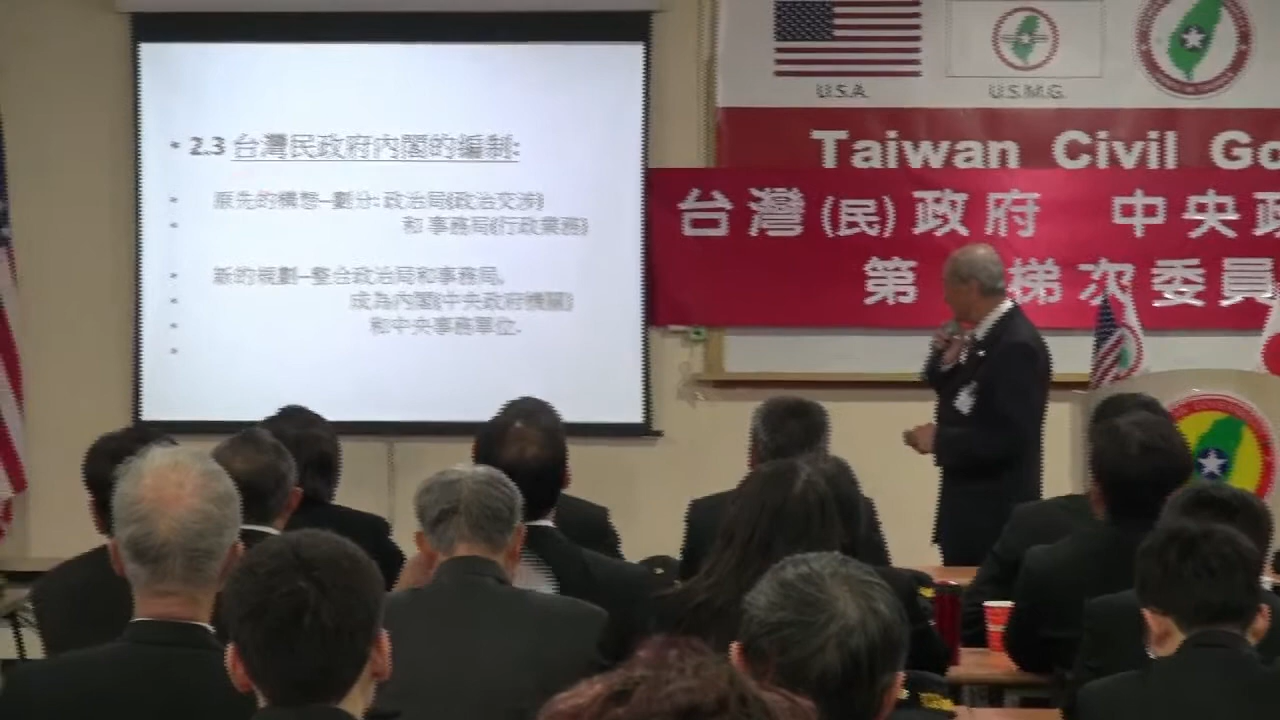 2.3 台灣民政府內閣的編制:
原先的構想–劃分: 政治局(政治交涉)
和 事務局(行政業務)
新的規劃–整合政治局和事務局,
成為內閣(中央政府機關)
和中央事務單位.
U.S.A.
U.S.M.G.
Taiwan Civil Go
台灣(民)政府 中央政
第 梯次委員